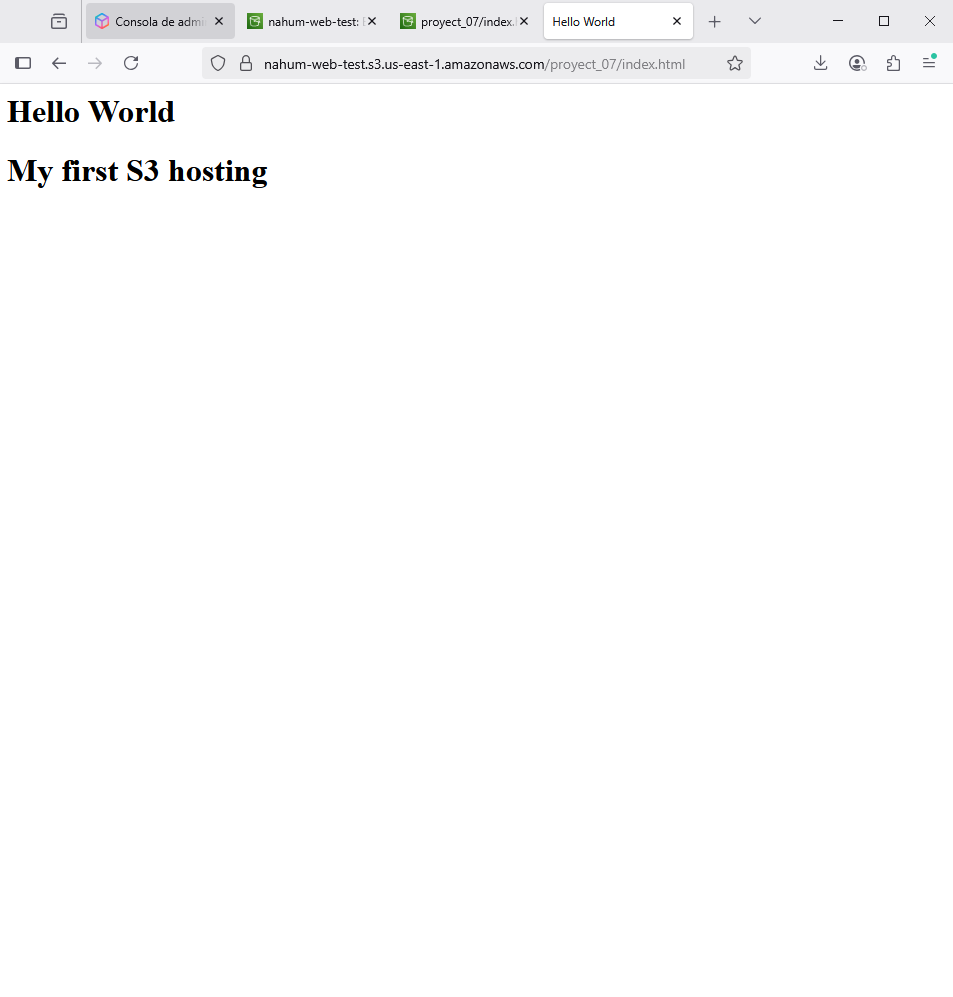 Consola de admi
nahum-web-test:
proyect_07/index.
Hello World
nahum-web-test.s3.us-east-1.amazonaws.com/proyect_07/index.html
Hello World
My first S3 hosting